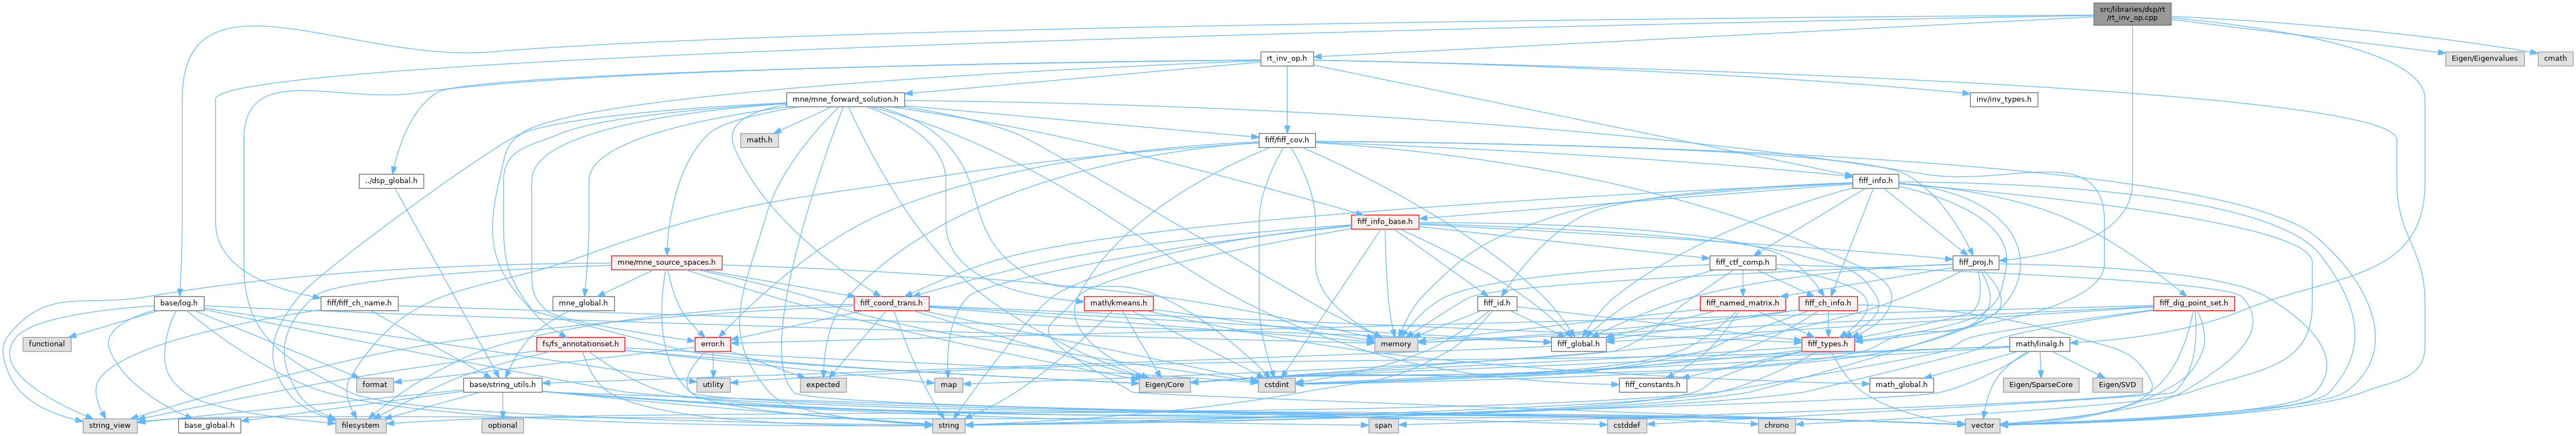 src/libraries/dsp/rt
/rt_inv_op.cpp
rt_inv_op.h
Eigen/Eigenvalues
cmath
mne/mne_forward_solution.h
inv/inv_types.h
math.h
fiff/fiff_cov.h
../dsp_global.h
fiff_info.h
fiff_info_base.h
mne/mne_source_spaces.h
fiff_ctf_comp.h
fiff_proj.h
base/log.h
fiff/fiff_ch_name.h
mne_global.h
fiff_coord_trans.h
math/kmeans.h
fiff_id.h
fiff_named_matrix.h
fiff_ch_info.h
fiff_dig_point_set.h
functional
fs/fs_annotationset.h
error.h
memory
fiff_global.h
fiff_types.h
math/linalg.h
format
base/string_utils.h
utility
expected
map
Eigen/Core
cstdint
fiff_constants.h
math_global.h
Eigen/SparseCore
Eigen/SVD
string_view
base_global.h
filesystem
optional
string
span
cstddef
chrono
vector